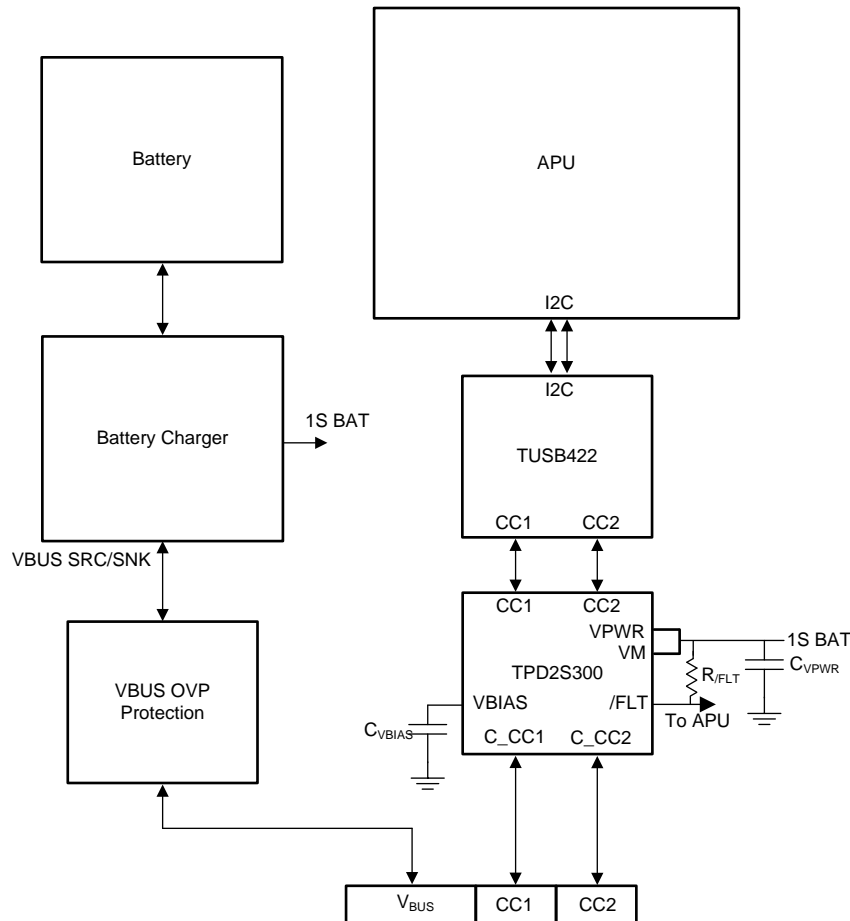 Battery
APU
I2C
I2C
Battery Charger
1S BAT
TUSB422
CC1 CC2
VBUS SRC/SNK
CC1 CC2
VPWR
VM
1S BAT
TPD2S300
R/FLT
CVPWR
VBUS OVP
Protection
VBIAS
/FLT
To APU
CVBIAS
C_CC1 C_CC2
VBUS CC1 CC2